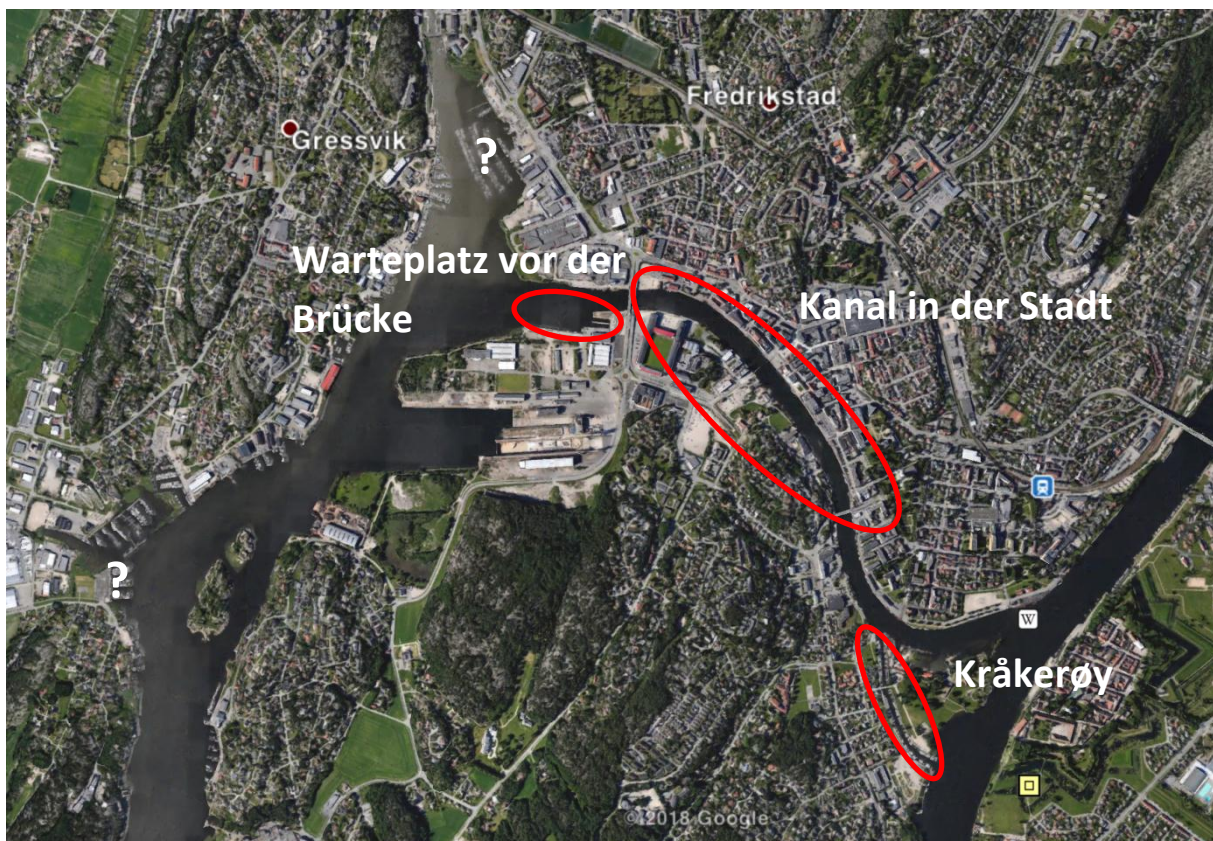 Fredrikstad
Gressvik
?
Warteplatz vor der
Brücke
Kanal in der Stadt
?
W
Kråkerøy
©2018 Google